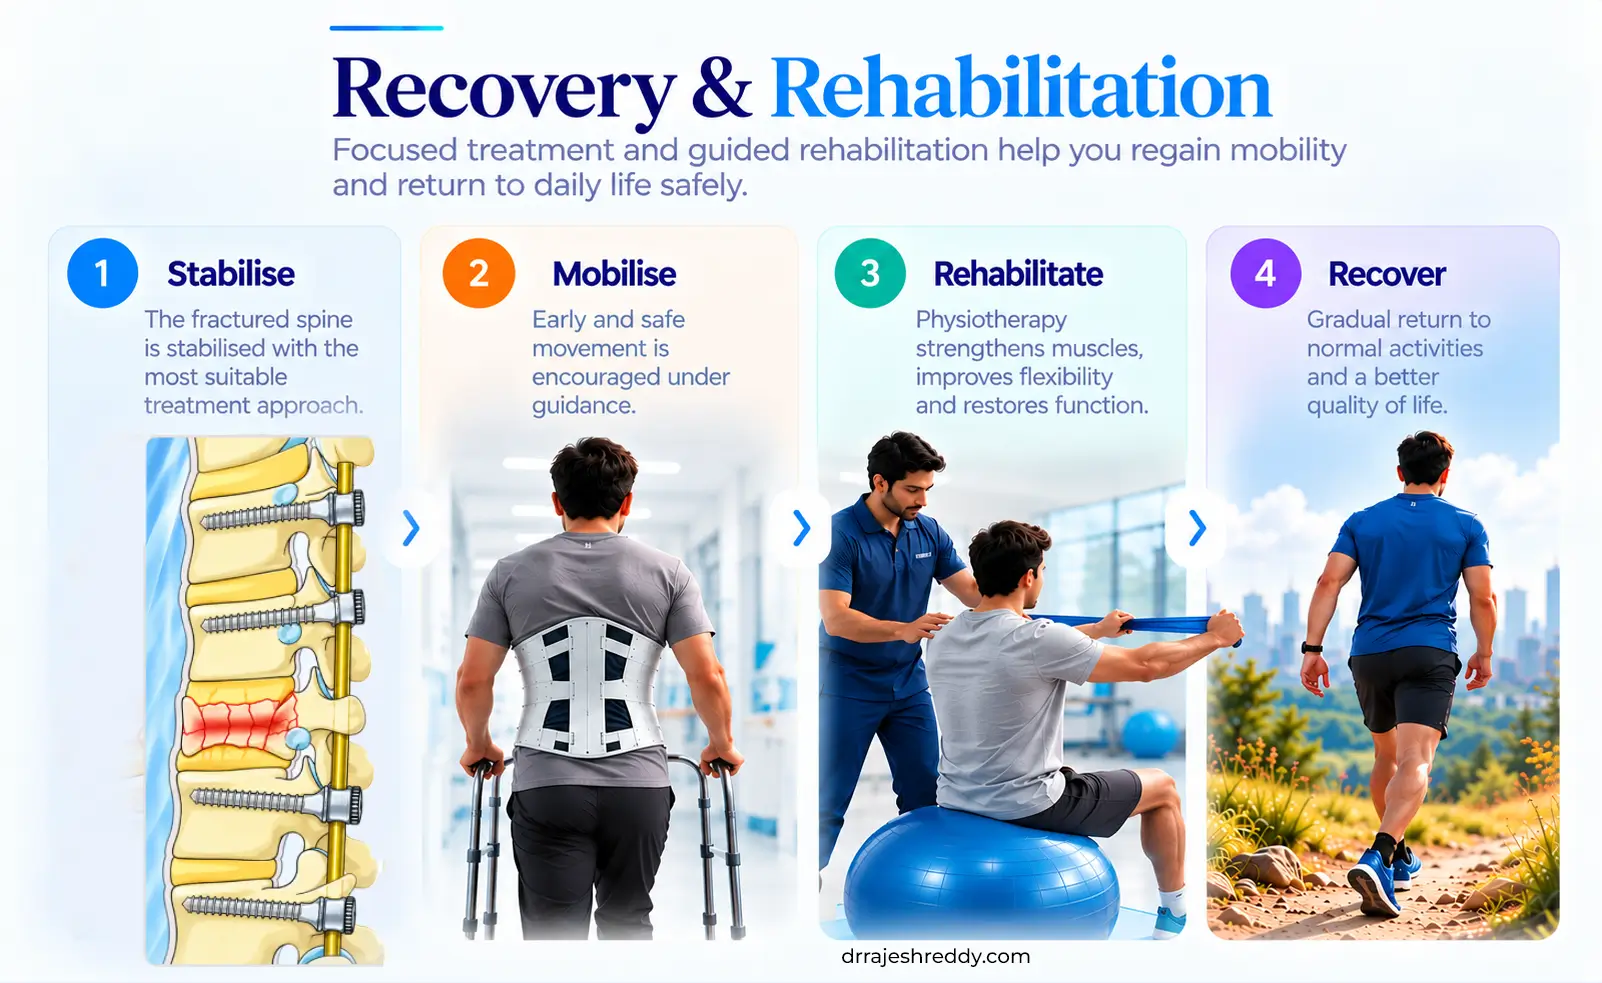 Recovery & Rehabilitation
Focused treatment and guided rehabilitation help you regain mobility
and return to daily life safely.
1
Stabilise
The fractured spine
is stabilised with the
most suitable
treatment approach.
2
Mobilise
Early and safe
movement is
encouraged under
guidance.
3
Rehabilitate
Physiotherapy
strengthens muscles,
improves flexibility
and restores function.
4
Recover
Gradual return to
normal activities
and a better
quality of life.
drrajeshreddy.com